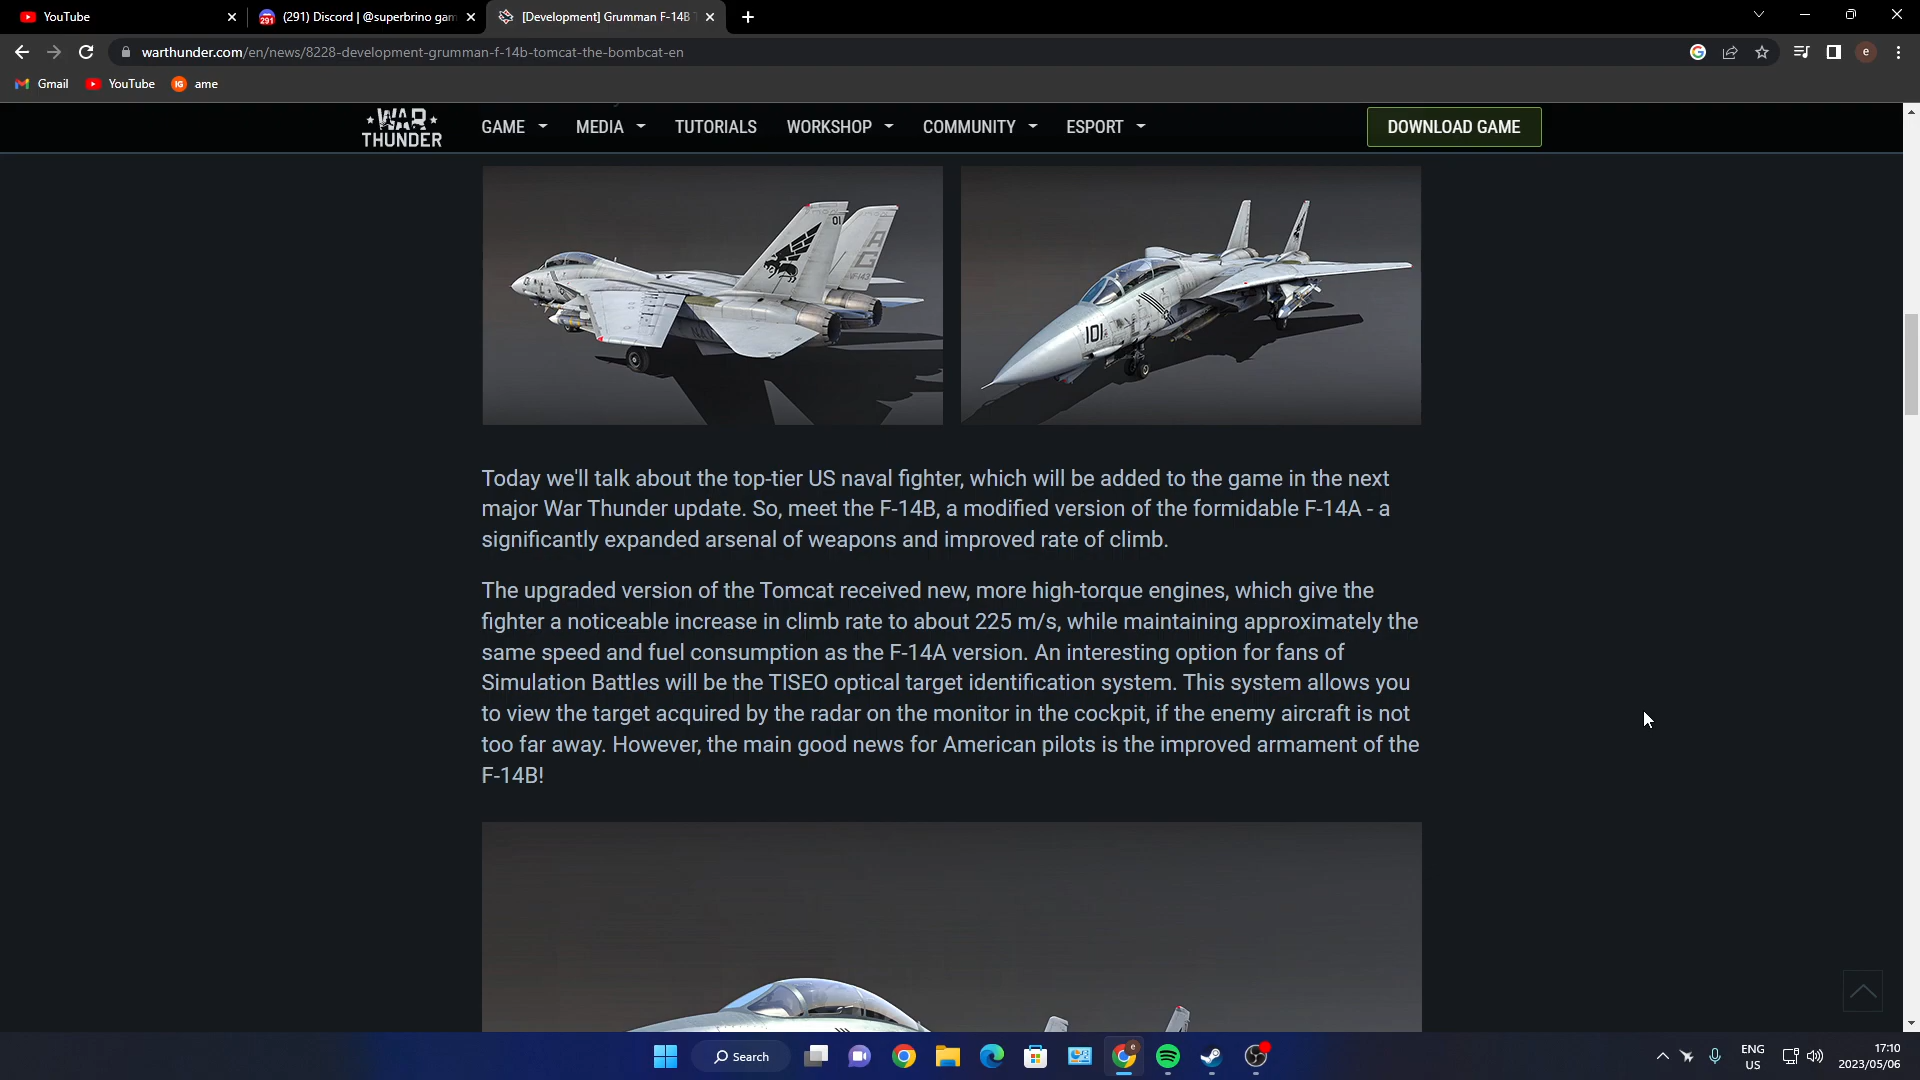 YouTube
(291) Discord | @superbrino gam
[Development] Grumman F-14B T
warthunder.com/en/news/8228-development-grumman-f-14b-tomcat-the-bombcat-en
e
Gmail
YouTube
IG
ame
WAR
THUNDER
GAME
MEDIA
TUTORIALS
WORKSHOP
COMMUNITY
ESPORT
DOWNLOAD GAME
01
AG
NF-143
101
Today we'll talk about the top-tier US naval fighter, which will be added to the game in the next
major War Thunder update. So, meet the F-14B, a modified version of the formidable F-14A - a
significantly expanded arsenal of weapons and improved rate of climb.
The upgraded version of the Tomcat received new, more high-torque engines, which give the
fighter a noticeable increase in climb rate to about 225 m/s, while maintaining approximately the
same speed and fuel consumption as the F-14A version. An interesting option for fans of
Simulation Battles will be the TISEO optical target identification system. This system allows you
to view the target acquired by the radar on the monitor in the cockpit, if the enemy aircraft is not
too far away. However, the main good news for American pilots is the improved armament of the
F-14B!
Search
ENG
US
17:10
2023/05/06